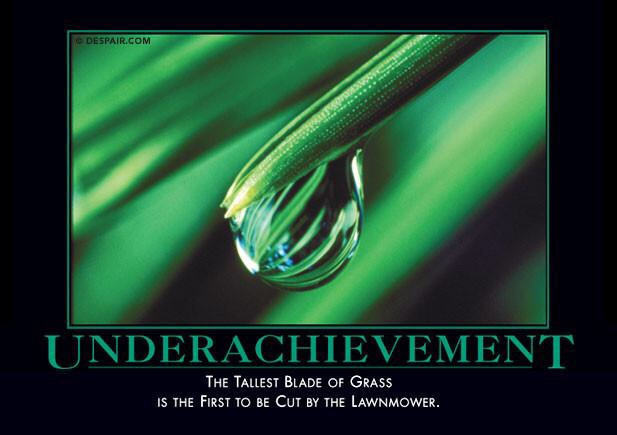 © DESPAIR.COM
UNDERACHIEVEMENT
THE TALLEST BLADE OF GRASS
IS THE FIRST TO BE CUT BY THE LAWNMOWER.